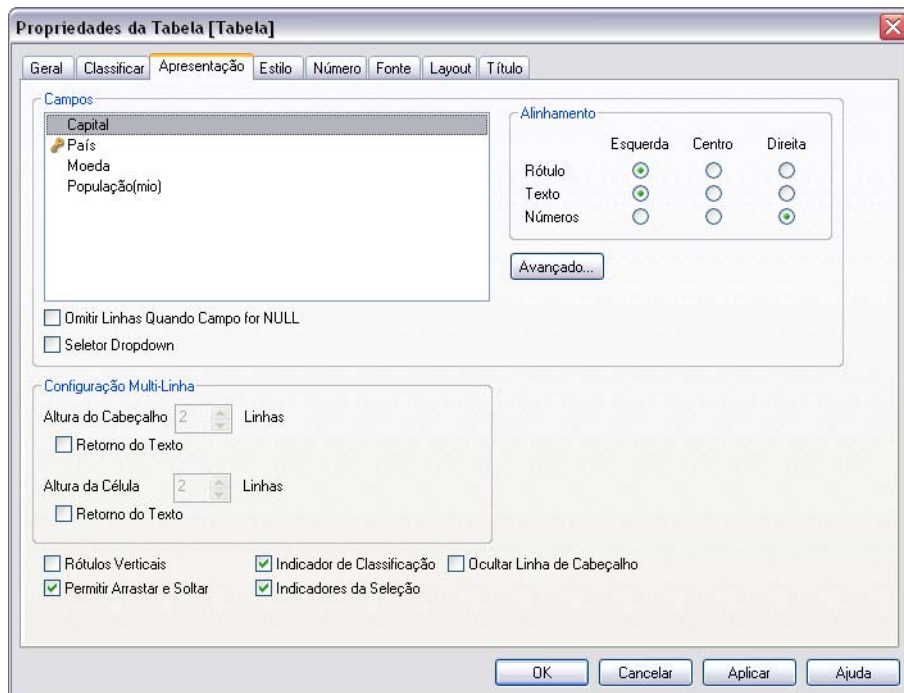 Propriedades da Tabela [Tabela]
Geral Classificar Apresentação Estilo Número Fonte Layout Título
Campos
Capital
País
Moeda
População(mio)
Omitir Linhas Quando Campo for NULL
Seletor Dropdown
Alinhamento
Esquerda Centro Direita
Rótulo
Texto
Números
Avançado...
Configuração Multi-Linha
Altura do Cabeçalho 2 Linhas
Retorno do Texto
Altura da Célula 2 Linhas
Retorno do Texto
Rótulos Verticais Indicador de Classificação Ocultar Linha de Cabeçalho
Permitir Arrastar e Soltar Indicadores da Seleção
OK Cancelar Aplicar Ajuda